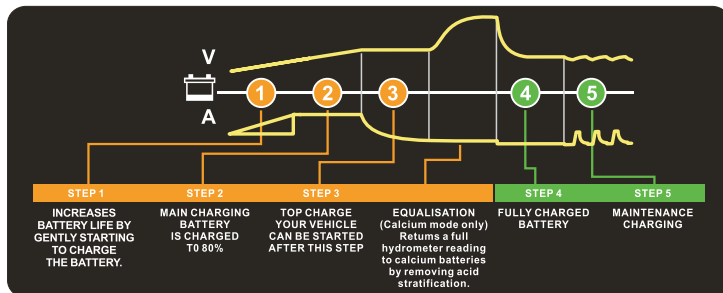 V
1
2
3
4
5
A
STEP 1
STEP 2
STEP 3
STEP 4
STEP 5
INCREASES
BATTERY LIFE BY
GENTLY STARTING
TO CHARGE
THE BATTERY.
MAIN CHARGING
BATTERY
IS CHARGED
T0 80%
TOP CHARGE
YOUR VEHICLE
CAN BE STARTED
AFTER THIS STEP
EQUALISATION
(Calcium mode only)
Retums a full
hydrometer reading
to calcium batteries
by removing acid
stratification.
FULLY CHARGED
BATTERY
MAINTENANCE
CHARGING